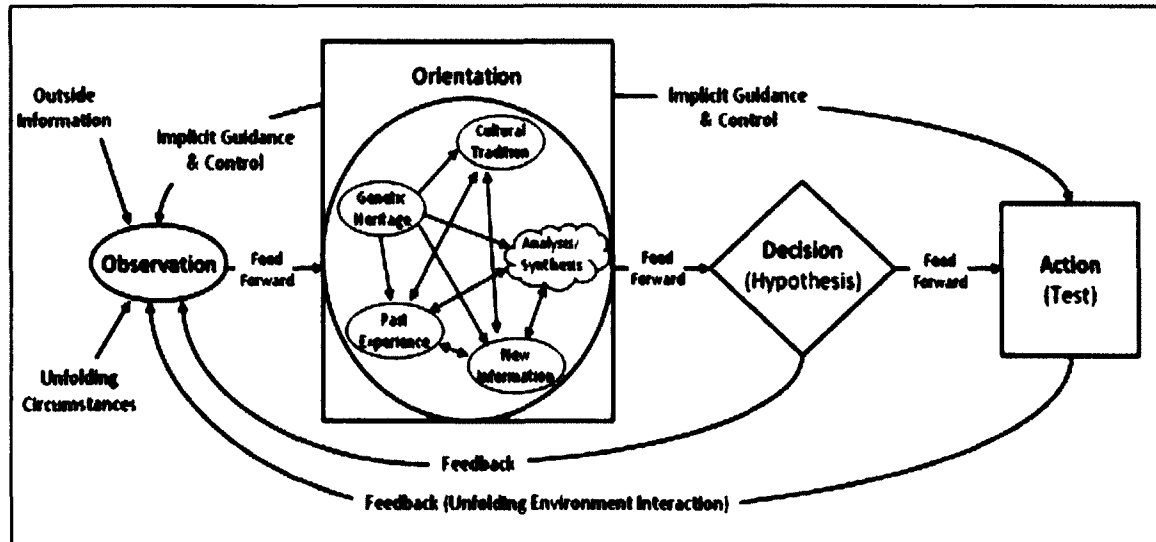 Orientation
Outside
Information
Implicit Guidance
& Control
Implicit Guidance
& Control
Cultural
Tradition
Genetic
Heritage
Analysis/
Synthesis
Past
Experience
New
Information
Observation
Feed
Forward
Feed
Forward
Decision
(Hypothesis)
Feed
Forward
Action
(Test)
Unfolding
Circumstances
Feedback
Feedback (Unfolding Environment Interaction)